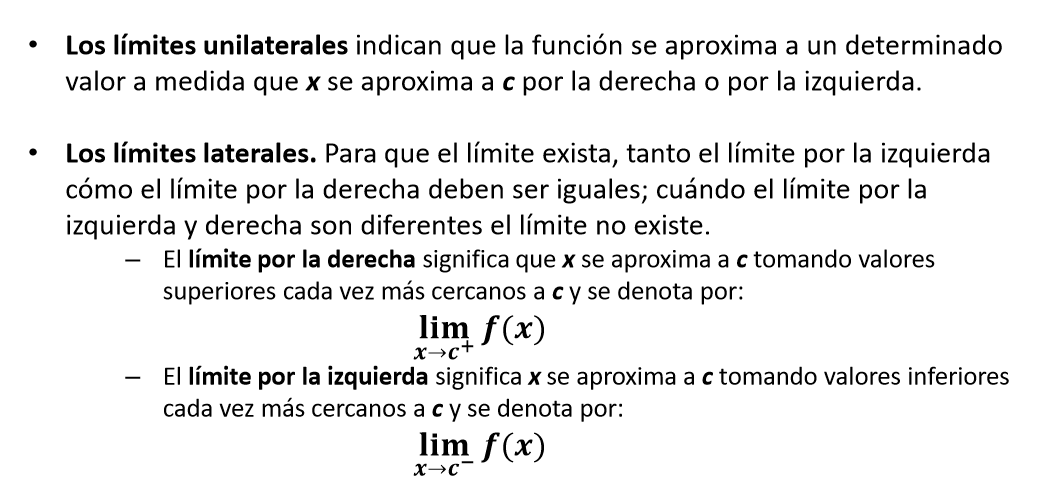 • Los límites unilaterales indican que la función se aproxima a un determinado
valor a medida que x se aproxima a c por la derecha o por la izquierda.
• Los límites laterales. Para que el límite exista, tanto el límite por la izquierda
cómo el límite por la derecha deben ser iguales; cuándo el límite por la
izquierda y derecha son diferentes el límite no existe.
– El límite por la derecha significa que x se aproxima a c tomando valores
superiores cada vez más cercanos a c y se denota por:
lim f(x)
x→c⁺
– El límite por la izquierda significa x se aproxima a c tomando valores inferiores
cada vez más cercanos a c y se denota por:
lim f(x)
x→c⁻